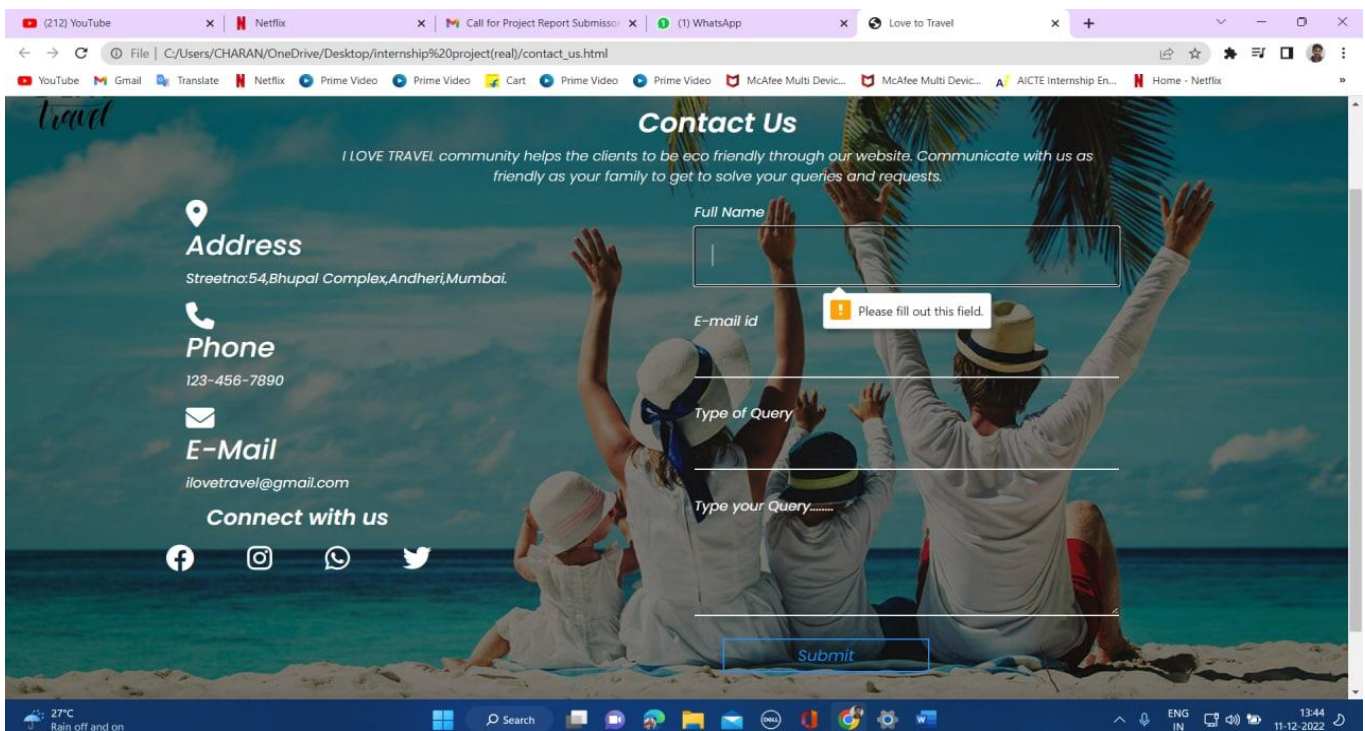 (212) YouTube
Netflix
Call for Project Report Submissor
(1) WhatsApp
Love to Travel
File | C:/Users/CHARAN/OneDrive/Desktop/internship%20project(real)/contact_us.html
YouTube Gmail Translate Netflix Prime Video Prime Video Cart Prime Video Prime Video McAfee Multi Devic... McAfee Multi Devic... AICTE Internship En... Home - Netflix »
Travel
Contact Us
I LOVE TRAVEL community helps the clients to be eco friendly through our website. Communicate with us as
friendly as your family to get to solve your queries and requests.
Address
Streetno:54,Bhupal Complex,Andheri,Mumbai.
Phone
123-456-7890
E-Mail
ilovetravel@gmail.com
Connect with us
Full Name
Please fill out this field.
E-mail id
Type of Query
Type your Query........
Submit
27°C
Rain off and on
Search
DELL
ENG
IN
13:44
11-12-2022